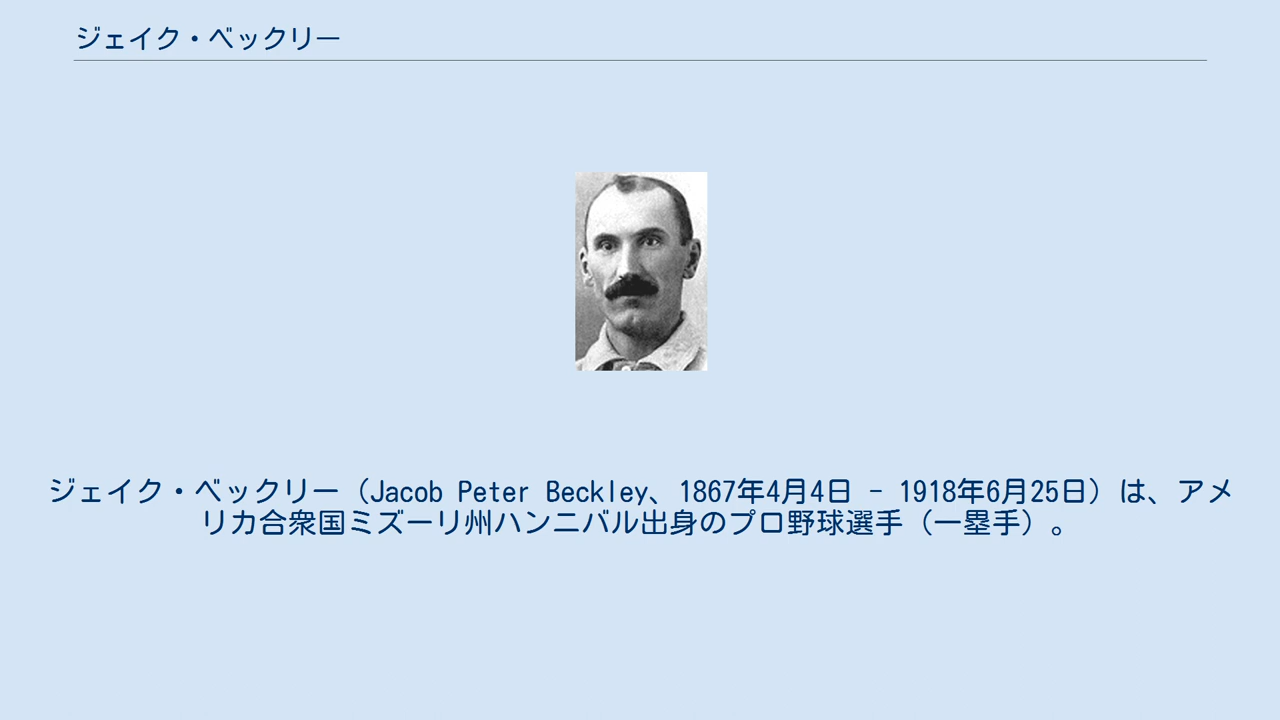 ジェイク・ベックリー
ジェイク・ベックリー（Jacob Peter Beckley、1867年4月4日 - 1918年6月25日）は、アメ
リカ合衆国ミズーリ州ハンニバル出身のプロ野球選手（一塁手）。